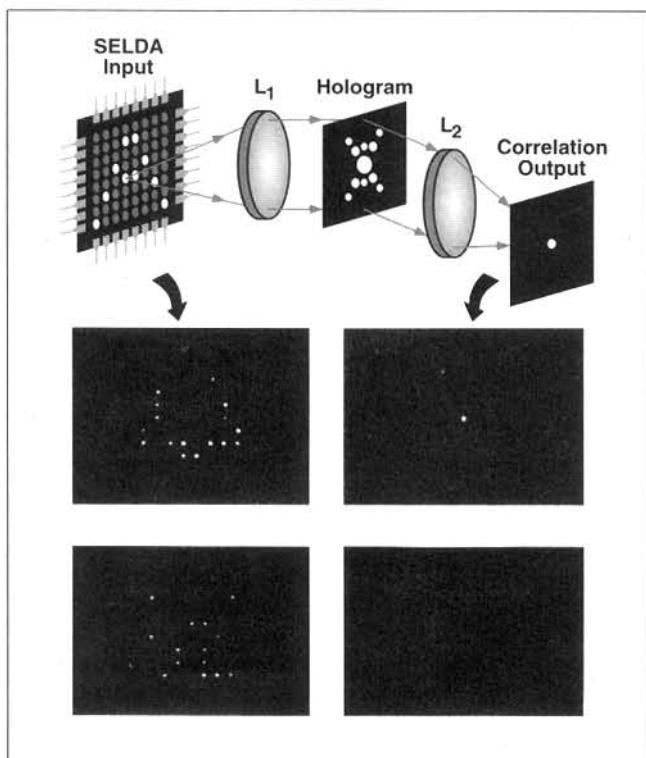 SELDA
Input
L1
Hologram
L2
Correlation
Output